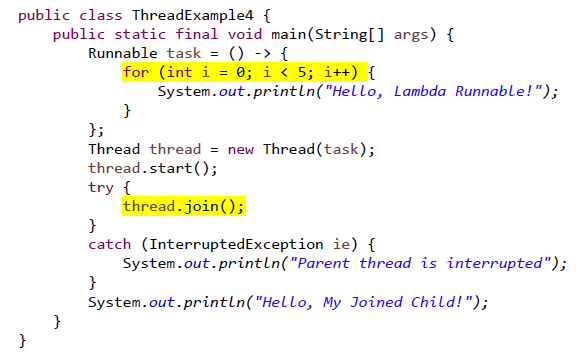 public class ThreadExample4 {
    public static final void main(String[] args) {
        Runnable task = () -> {
            for (int i = 0; i < 5; i++) {
                System.out.println("Hello, Lambda Runnable!");
            }
        };
        Thread thread = new Thread(task);
        thread.start();
        try {
            thread.join();
        }
        catch (InterruptedException ie) {
            System.out.println("Parent thread is interrupted");
        }
        System.out.println("Hello, My Joined Child!");
    }
}